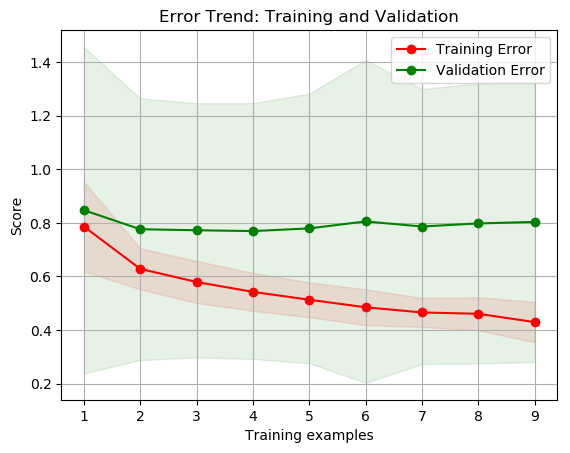 Error Trend: Training and Validation
Training Error
Validation Error
Score
1.4
1.2
1.0
0.8
0.6
0.4
0.2
1 2 3 4 5 6 7 8 9
Training examples